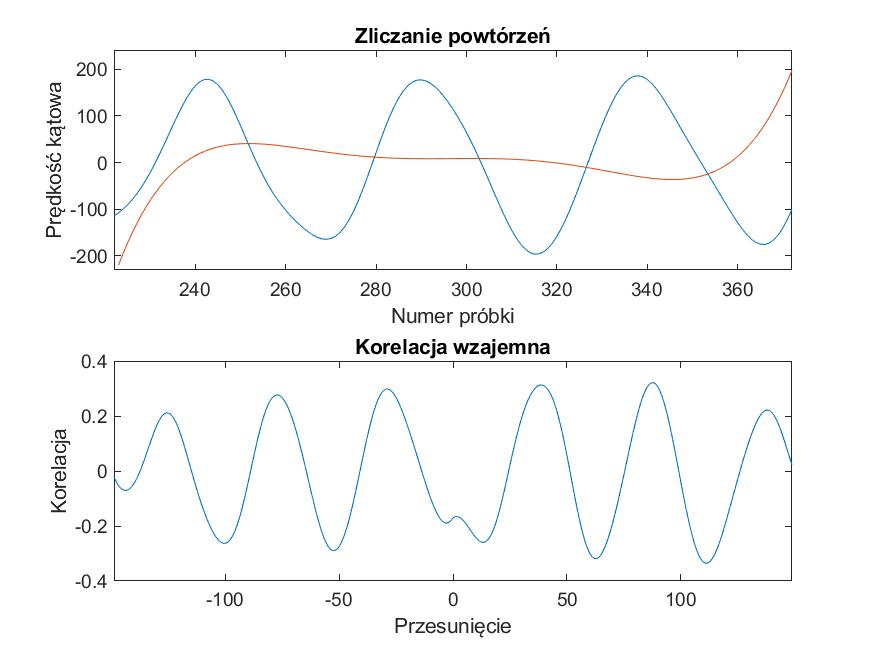 Zliczanie powtórzeń
200
100
0
-100
-200
Prędkość kątowa
240 260 280 300 320 340 360
Numer próbki
Korelacja wzajemna
0.4
0.2
0
-0.2
-0.4
Korelacja
-100 -50 0 50 100
Przesunięcie